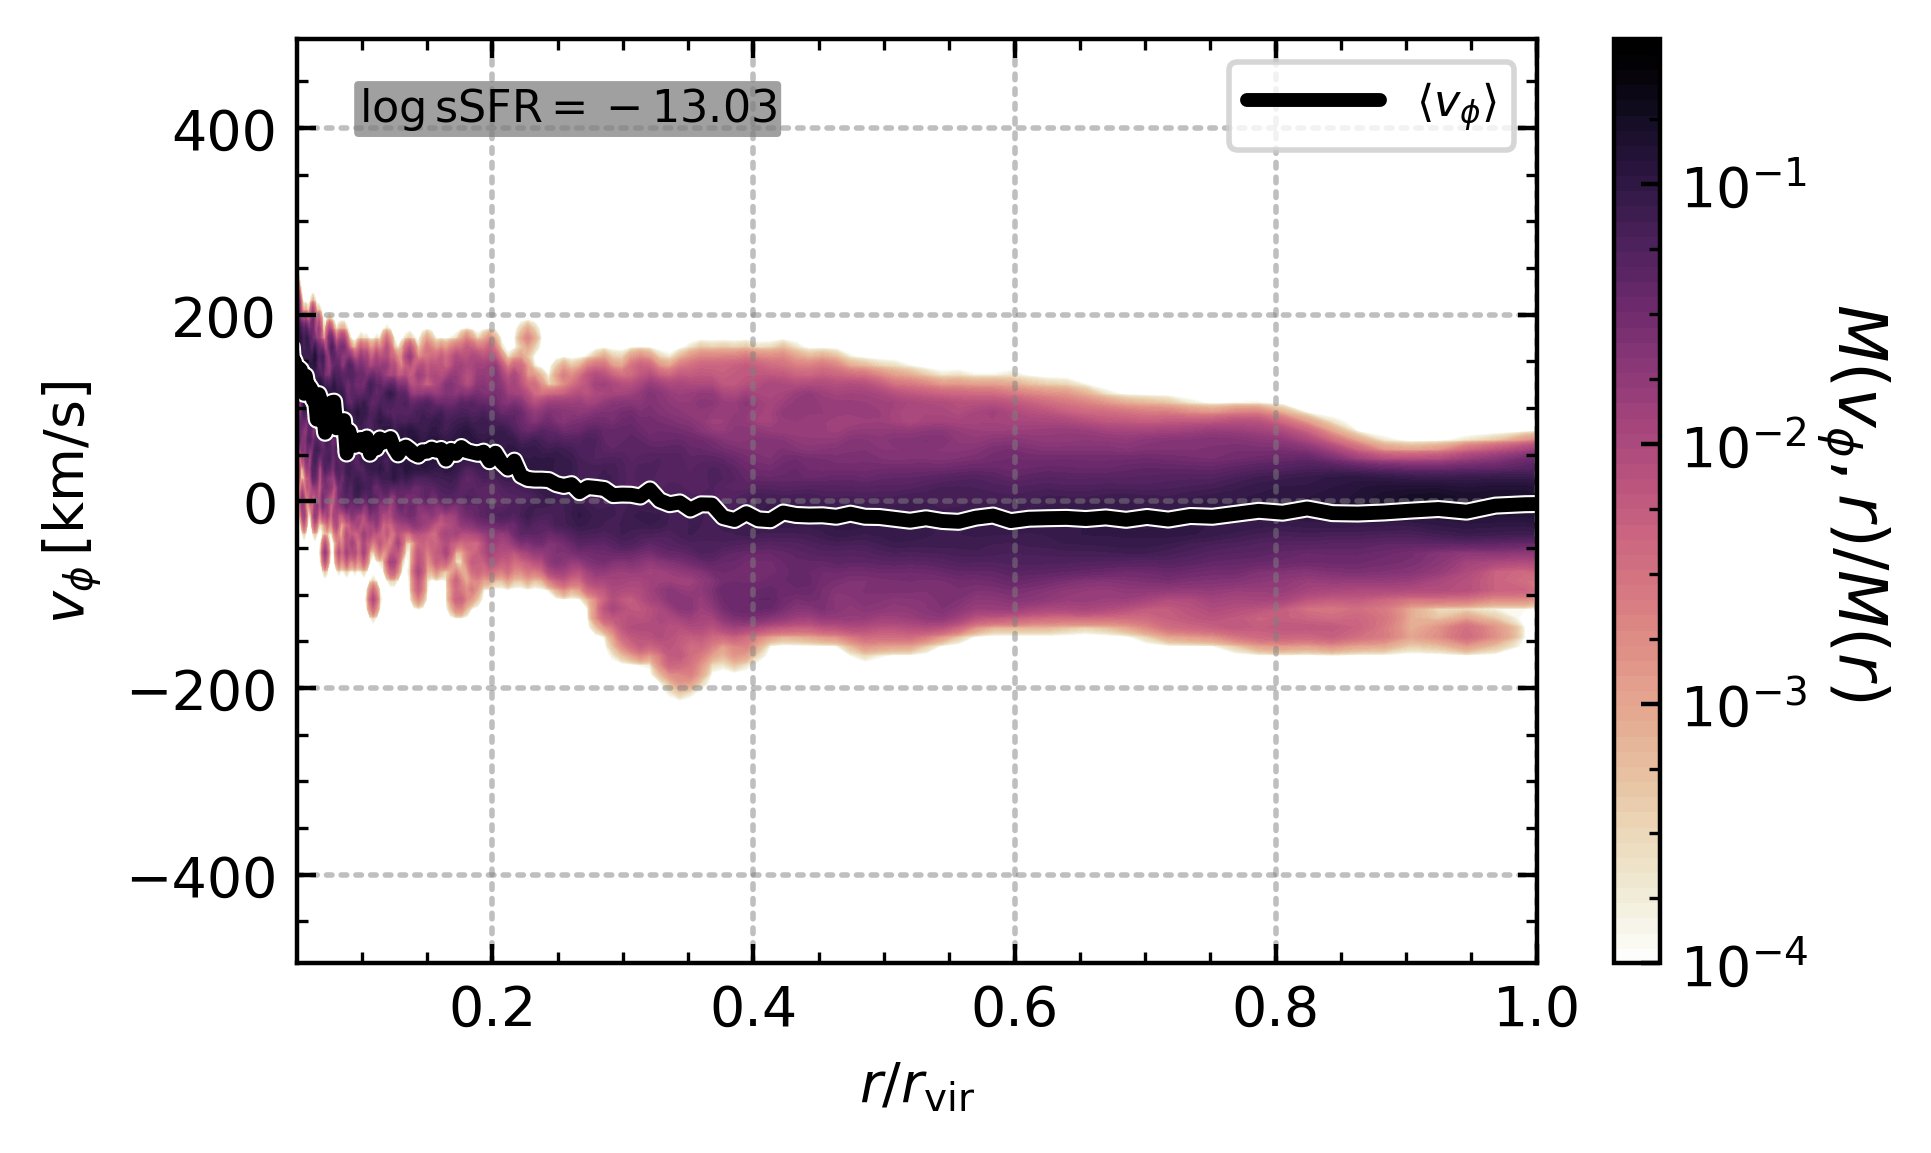 log sSFR = − 13.03
⟨v_ϕ⟩
400
200
0
−200
−400
v_ϕ [km/s]
0.2
0.4
0.6
0.8
1.0
r/r_vir
10⁻¹
10⁻²
10⁻³
10⁻⁴
M(v_ϕ, r)/M(r)